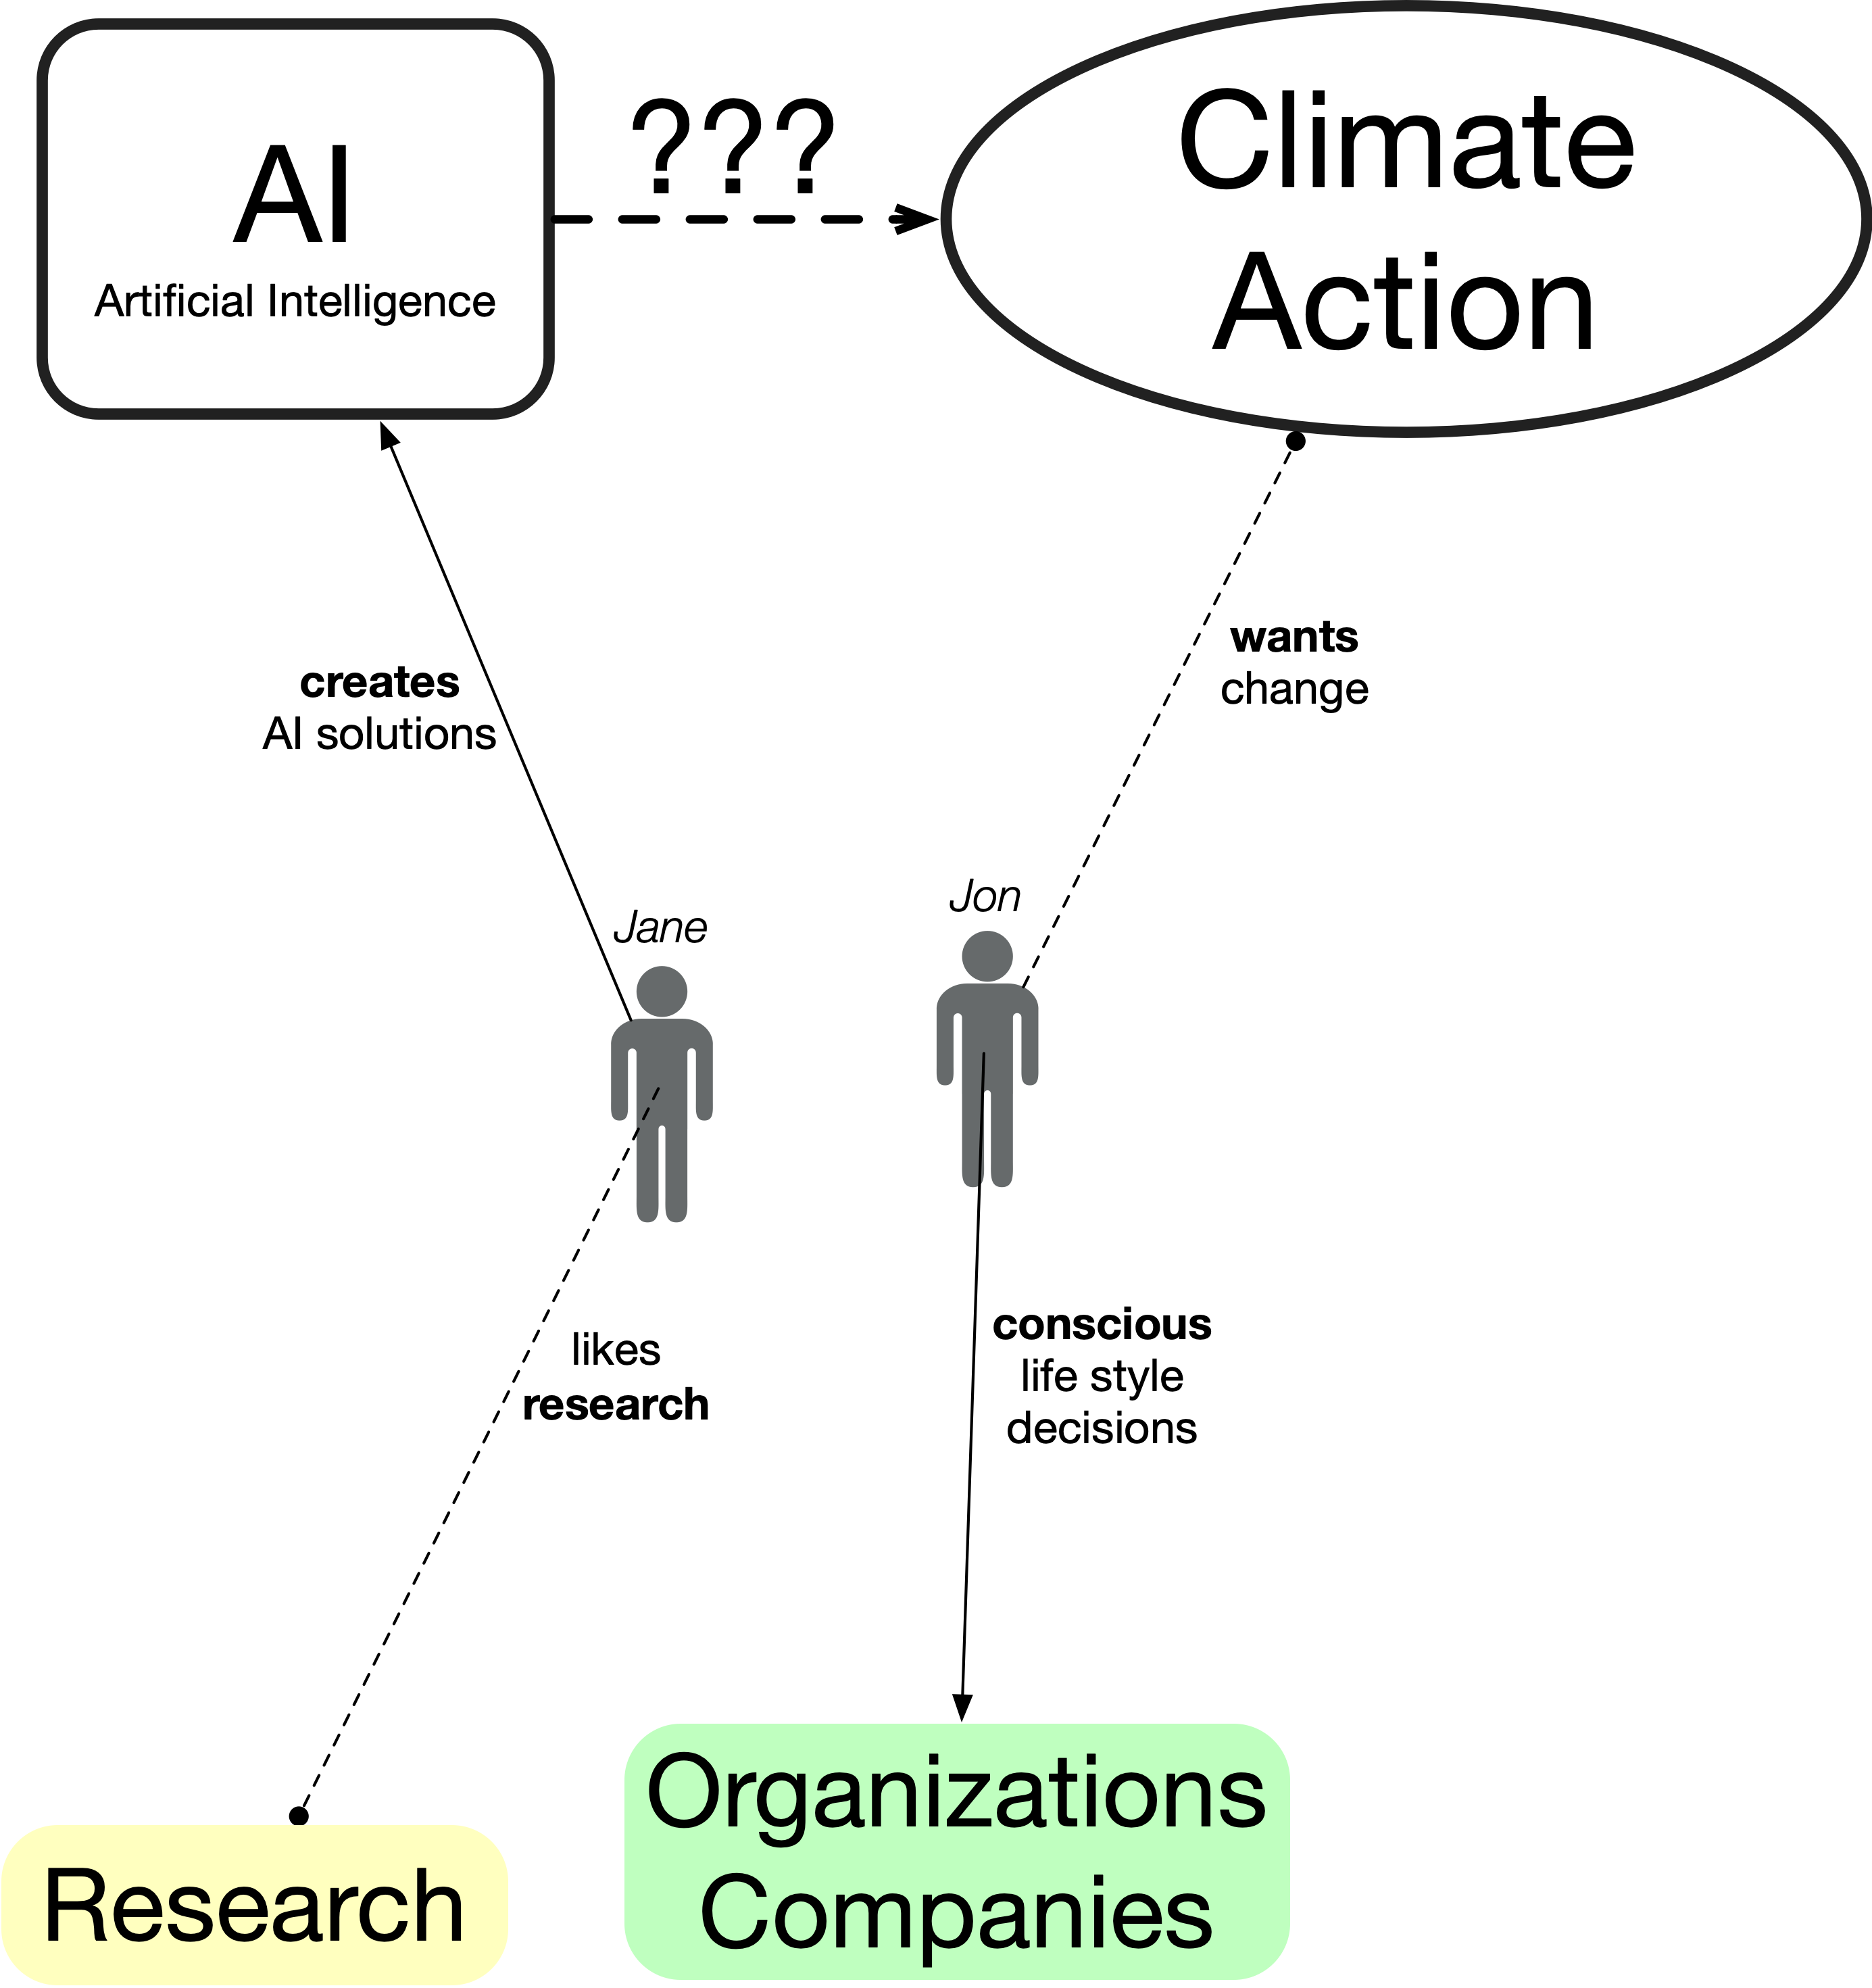 AI
Artificial Intelligence
???
Climate
Action
creates
AI solutions
wants
change
Jane
Jon
likes
research
conscious
life style
decisions
Research
Organizations
Companies